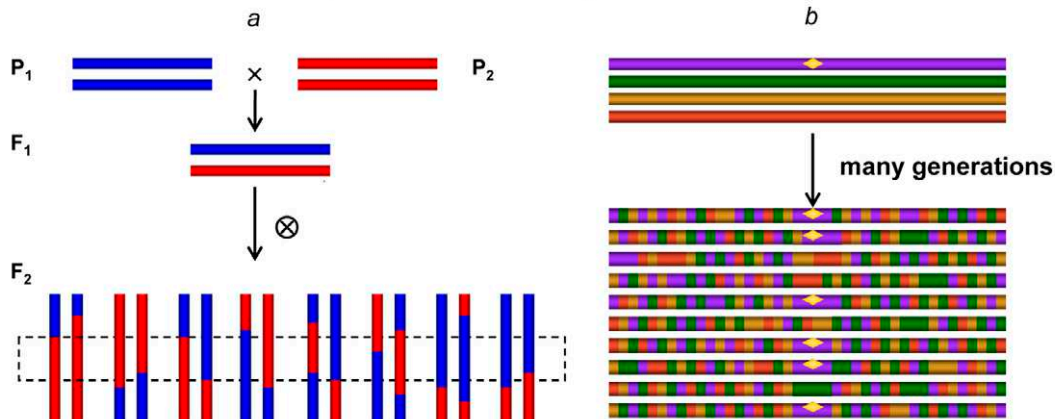 a
b
P1
×
P2
F1
many generations
⊗
F2